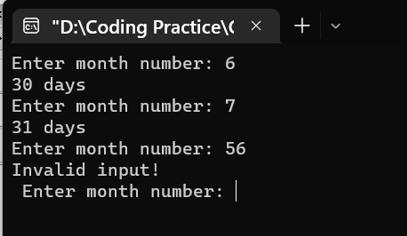 "D:\Coding Practice\C
Enter month number: 6
30 days
Enter month number: 7
31 days
Enter month number: 56
Invalid input!
 Enter month number: